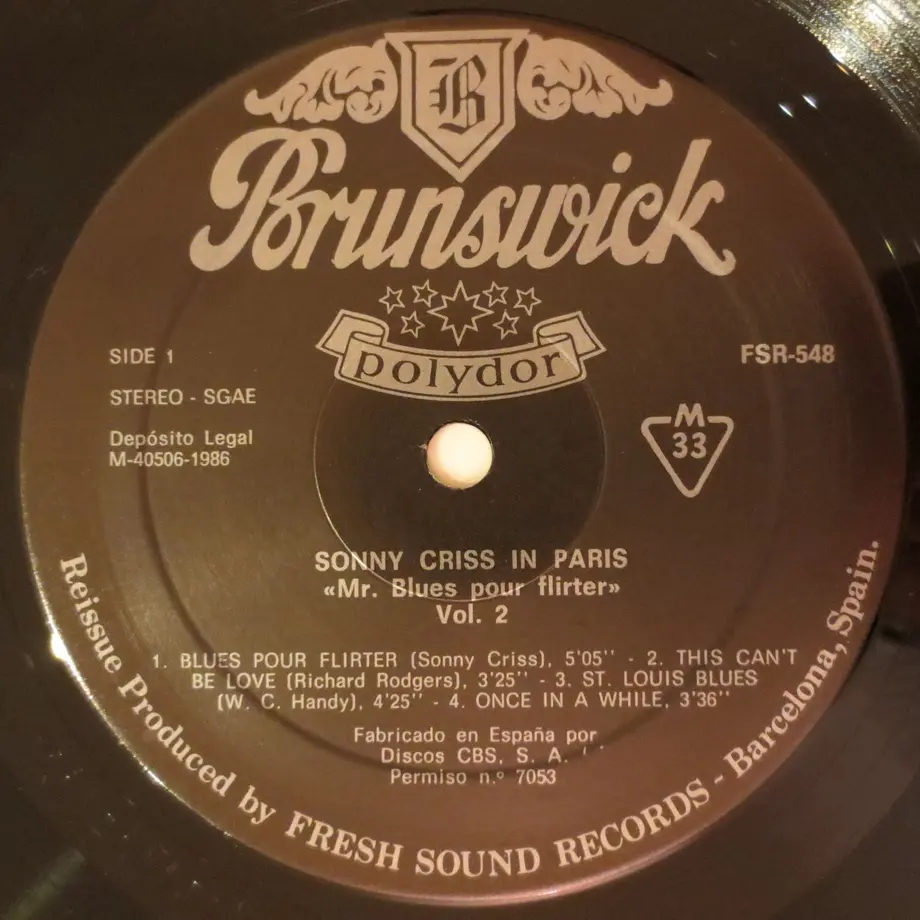 B
Brunswick
polydor
SIDE 1
FSR-548
STEREO - SGAE
Depósito Legal
M-40506-1986
M
33
SONNY CRISS IN PARIS
«Mr. Blues pour flirter»
Vol. 2
1. BLUES POUR FLIRTER (Sonny Criss), 5'05'' - 2. THIS CAN'T
BE LOVE (Richard Rodgers), 3'25'' - 3. ST. LOUIS BLUES
(W. C. Handy), 4'25'' - 4. ONCE IN A WHILE, 3'36''
Fabricado en España por
Discos CBS, S. A.
Permiso n.º 7053
Reissue Produced by FRESH SOUND RECORDS - Barcelona, Spain.